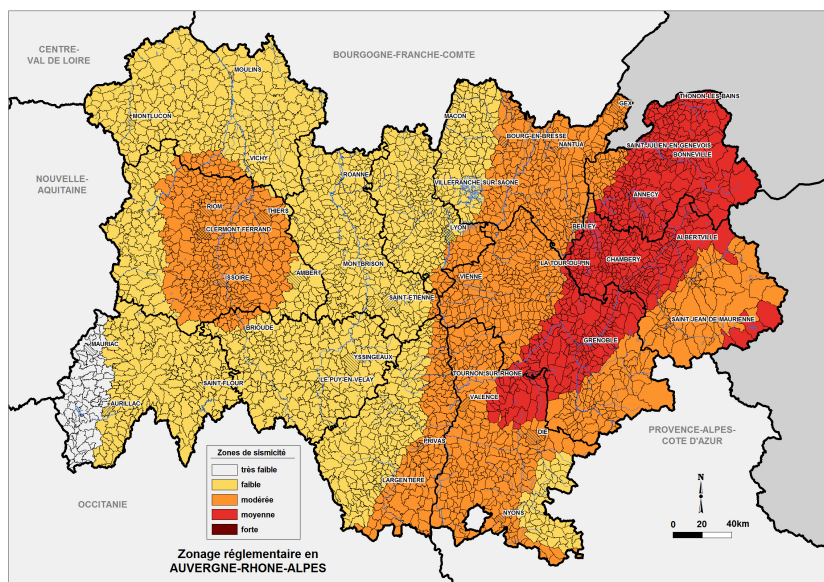 CENTRE-
VAL DE LOIRE
BOURGOGNE-FRANCHE-COMTE
MOULINS
THONON-LES-BAINS
GEX
MONTLUCON
MACON
BOURG-EN-BRESSE
SAINT-JULIEN-EN-GENEVOIS
NANTUA
BONNEVILLE
VICHY
ROANNE
NOUVELLE-
AQUITAINE
VILLEFRANCHE-SUR-SAONE
ANNECY
RIOM
THIERS
CLERMONT-FERRAND
LYON
BELLEY
ALBERTVILLE
CHAMBERY
MONTBRISON
LA TOUR-DU-PIN
AMBERT
ISSOIRE
VIENNE
SAINT-ETIENNE
SAINT-JEAN-DE-MAURIENNE
BRIOUDE
GRENOBLE
MAURIAC
YSSINGEAUX
TOURNON-SUR-RHONE
LE PUY-EN-VELAY
SAINT-FLOUR
VALENCE
AURILLAC
PROVENCE-ALPES-
COTE D'AZUR
DIE
PRIVAS
Zones de sismicité
très faible
faible
modérée
moyenne
forte
LARGENTIERE
OCCITANIE
NYONS
N
0 20 40km
Zonage réglementaire en
AUVERGNE-RHONE-ALPES